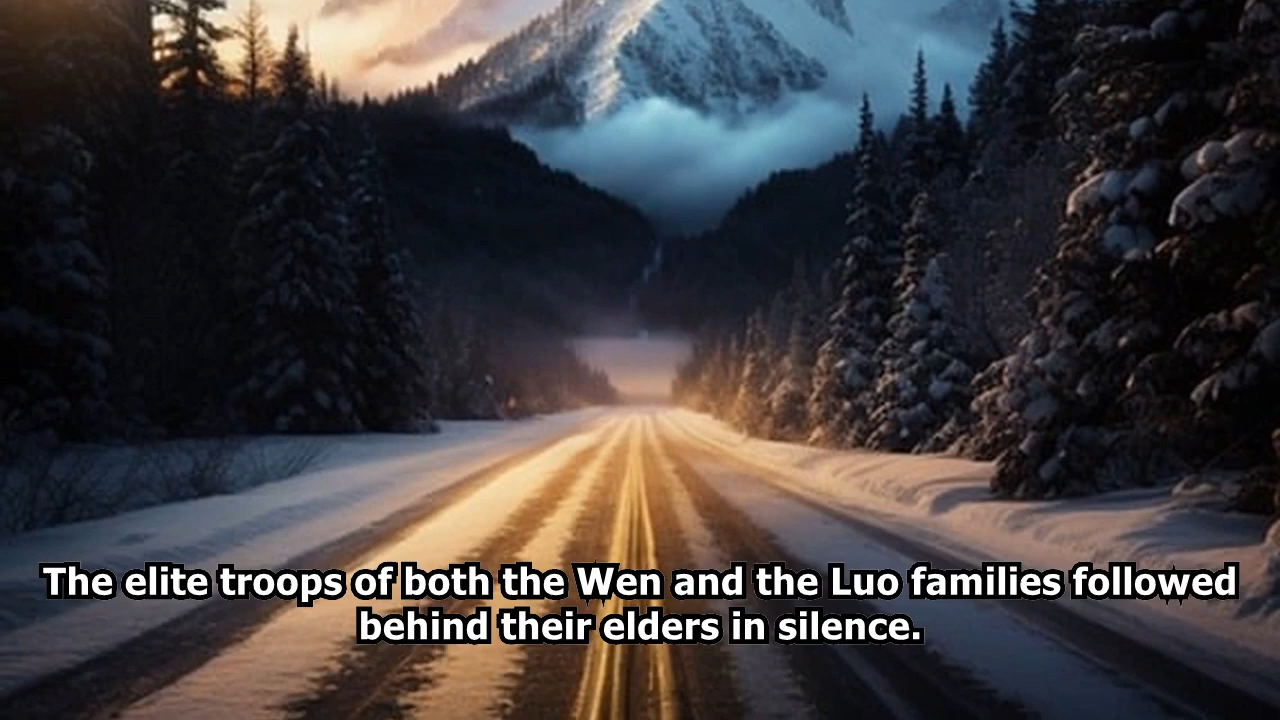 The elite troops of both the Wen and the Luo families followed
behind their elders in silence.